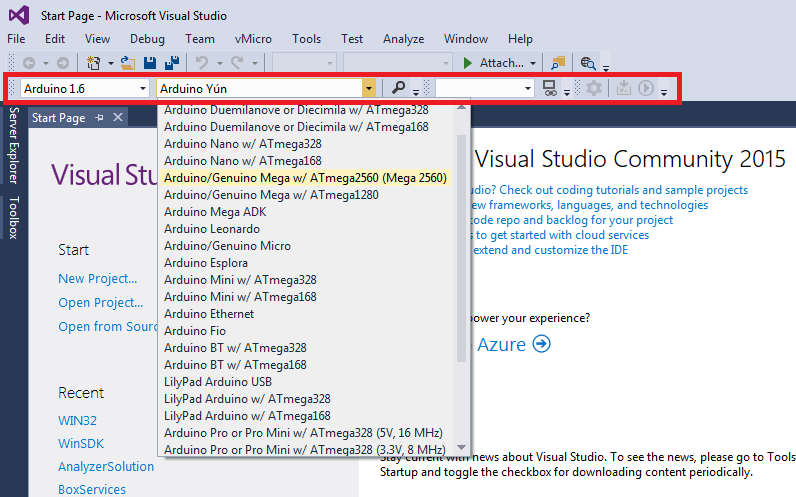 Start Page - Microsoft Visual Studio
File Edit View vMicro Tools Test Analyze Window Help
Attach...
Arduino 1.6 Arduino Yún
Server Explorer
Toolbox
Start Page
Arduino Duemilanove or Diecimila w/ ATmega328
Arduino Duemilanove or Diecimila w/ ATmega168
Arduino Nano w/ ATmega328
Arduino Nano w/ ATmega168
Arduino/Genuino Mega w/ ATmega2560 (Mega 2560)
Arduino/Genuino Mega w/ ATmega1280
Arduino Mega ADK
Arduino Leonardo
Arduino/Genuino Micro
Arduino Esplora
Arduino Mini w/ ATmega328
Arduino Mini w/ ATmega168
Arduino Ethernet
Arduino Fio
Arduino BT w/ ATmega328
Arduino BT w/ ATmega168
LilyPad Arduino USB
LilyPad Arduino w/ ATmega328
LilyPad Arduino w/ ATmega168
Arduino Pro or Pro Mini w/ ATmega328 (5V, 16 MHz)
Arduino Pro or Pro Mini w/ ATmega328 (3.3V, 8 MHz)
Visual Stu
Start
New Project...
Open Project...
Open from Sourc
Recent
WIN32
WinSDK
AnalyzerSolution
BoxServices
Visual Studio Community 2015
udio? Check out coding tutorials and sample projects
ew frameworks, languages, and technologies
code repo and backlog for your project
s to get started with cloud services
extend and customize the IDE
power your experience?
Azure
Stay current with news about Visual Studio. To see the news, please go to Tools
Startup and toggle the checkbox for downloading content periodically.